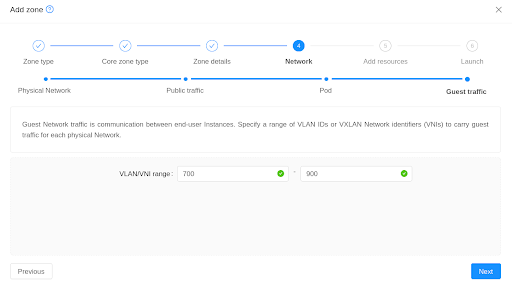 Add zone
4
5
6
Zone type
Core zone type
Zone details
Network
Add resources
Launch
Physical Network
Public traffic
Pod
Guest traffic
Guest Network traffic is communication between end-user Instances. Specify a range of VLAN IDs or VXLAN Network identifiers (VNIs) to carry guest
traffic for each physical Network.
VLAN/VNI range: 700 - 900
Previous
Next